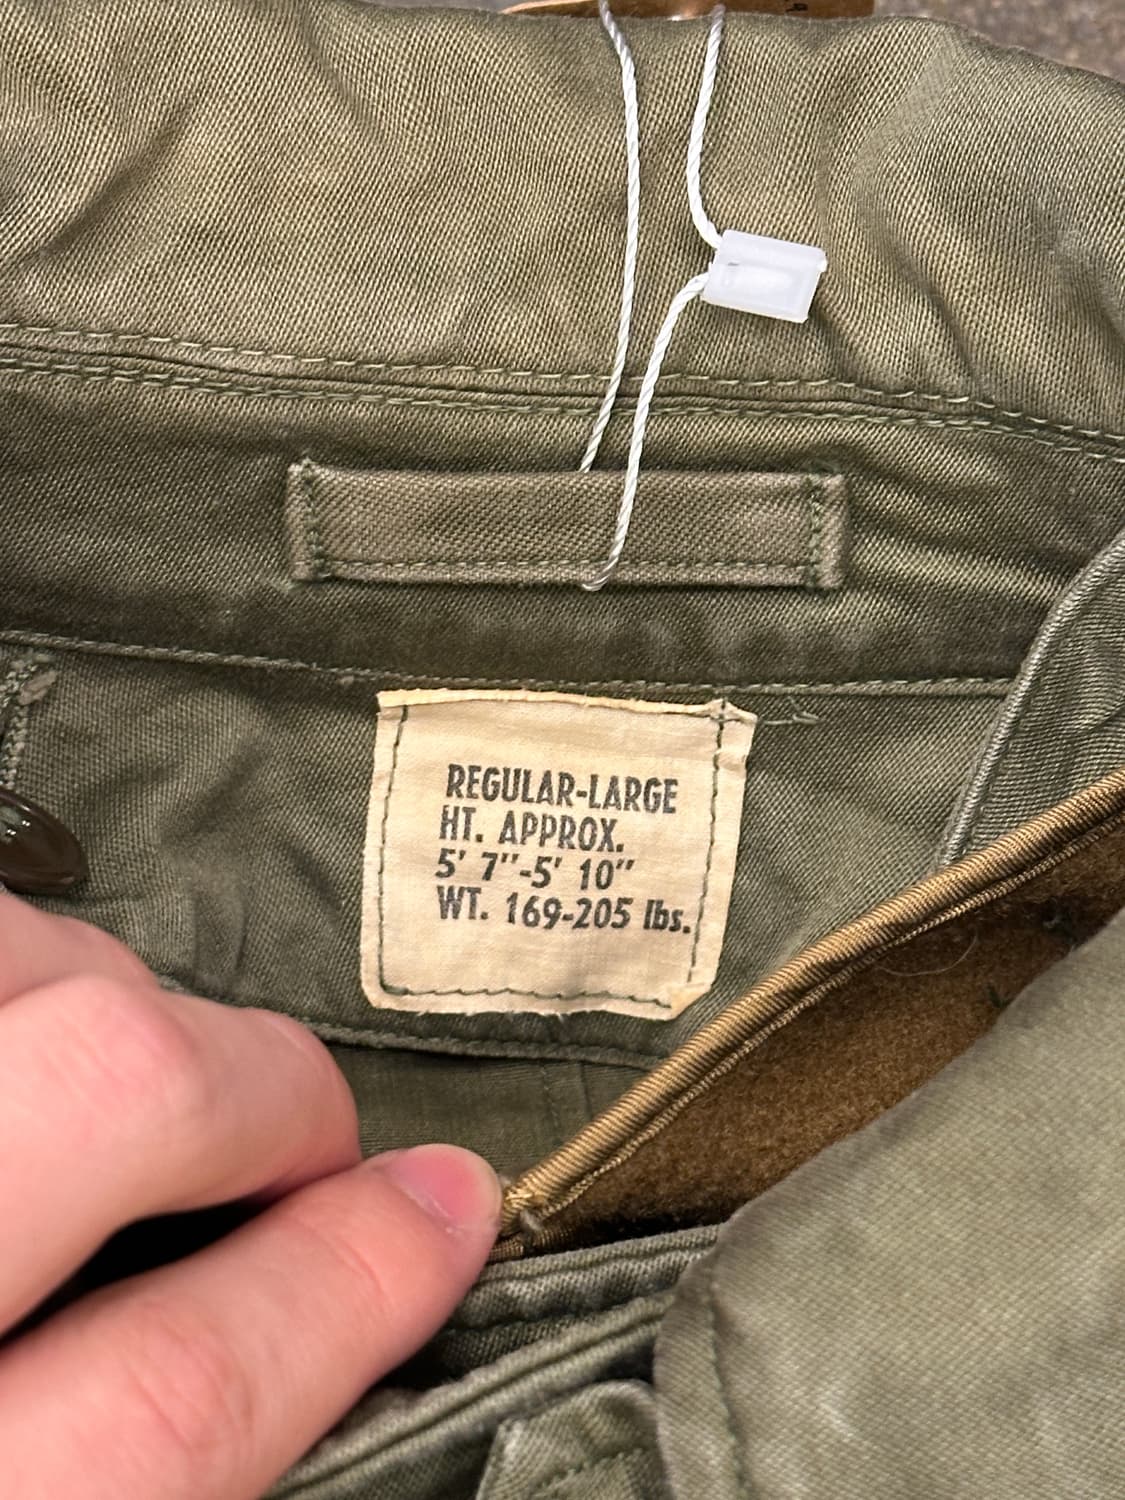 REGULAR-LARGE
HT. APPROX.
5' 7"-5' 10"
WT. 169-205 lbs.